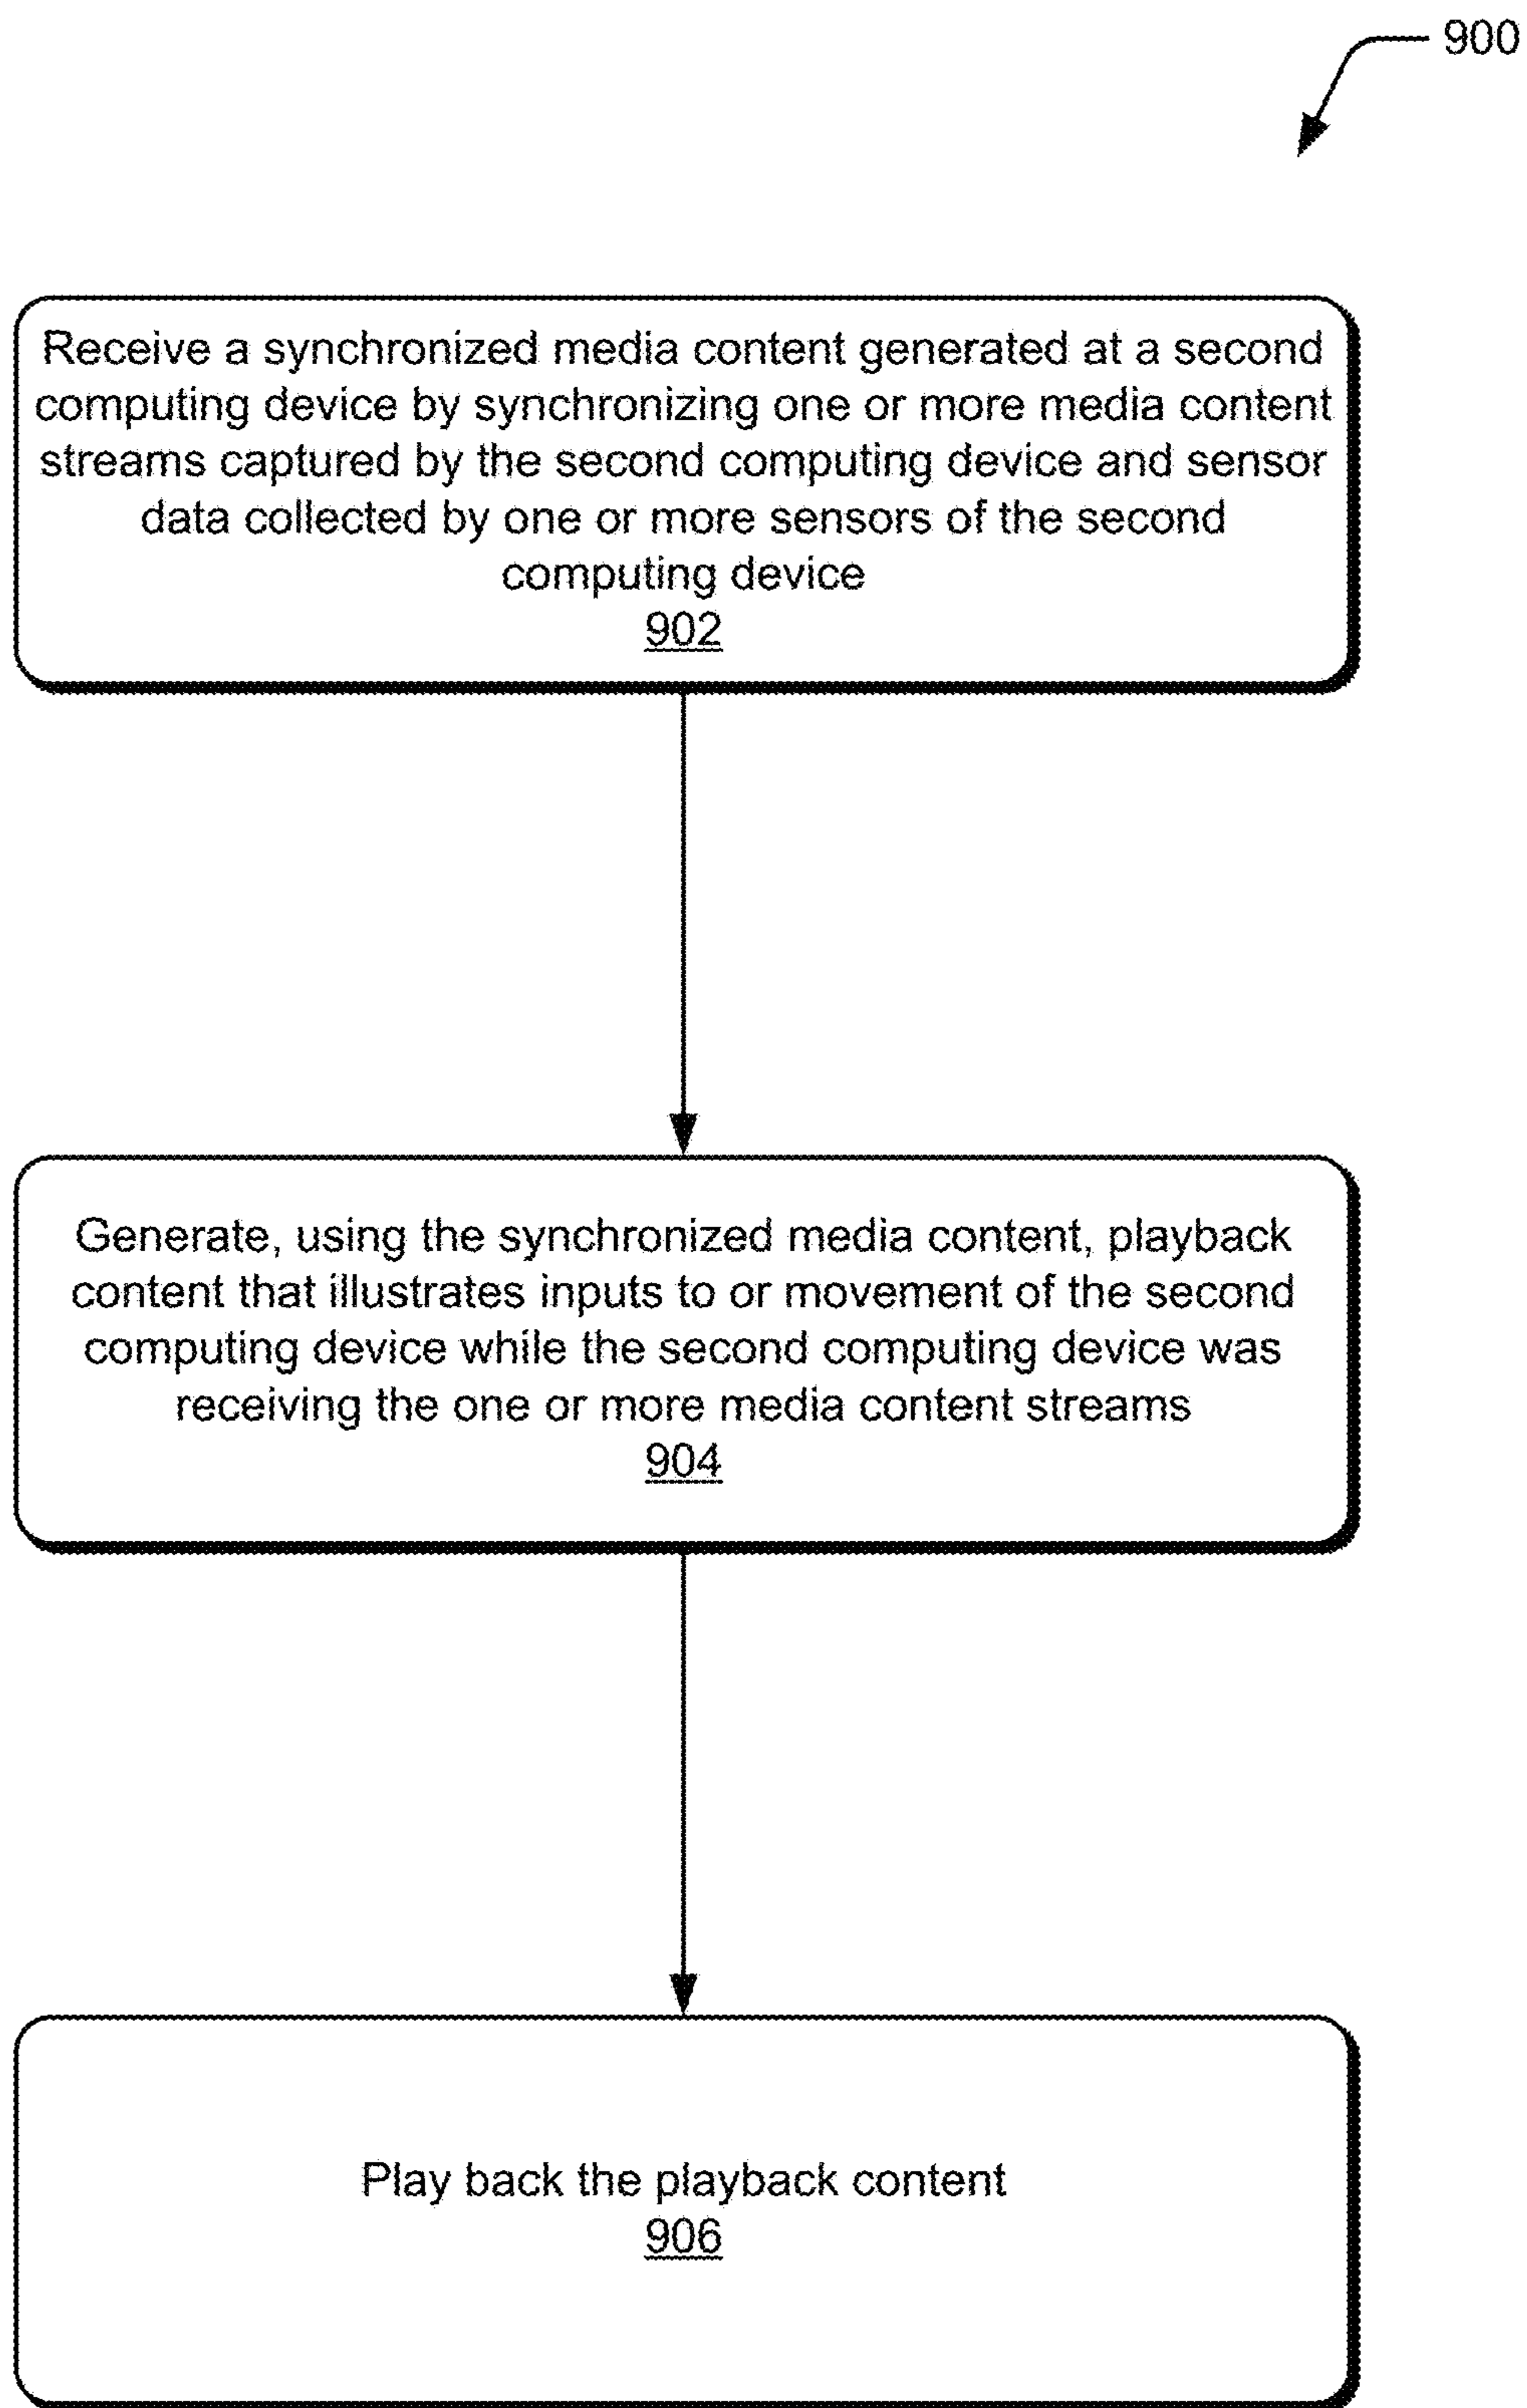 900
Receive a synchronized media content generated at a second
computing device by synchronizing one or more media content
streams captured by the second computing device and sensor
data collected by one or more sensors of the second
computing device
902
Generate, using the synchronized media content, playback
content that illustrates inputs to or movement of the second
computing device while the second computing device was
receiving the one or more media content streams
904
Play back the playback content
906